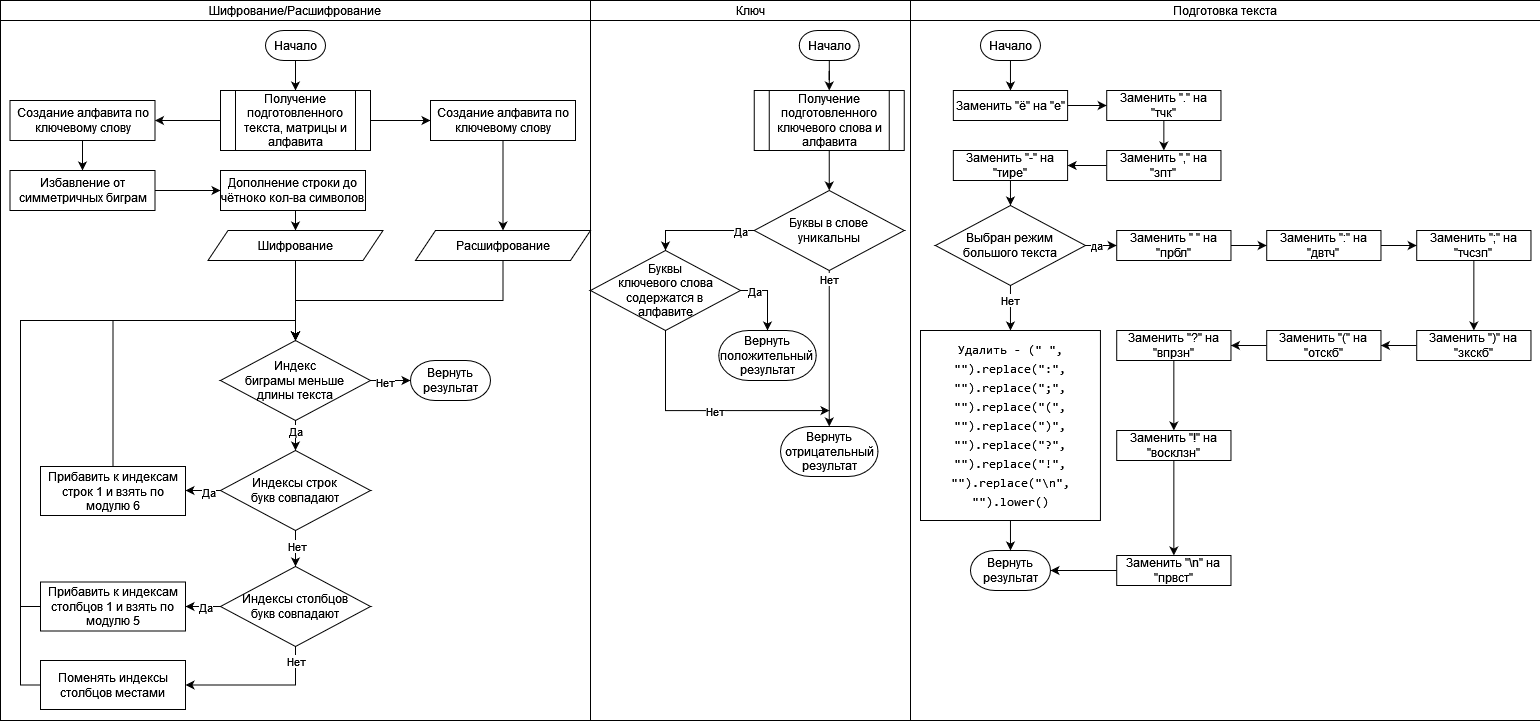 Шифрование/Расшифрование
Начало
Получение
подготовленного
текста, матрицы и
алфавита
Создание алфавита по
ключевому слову
Создание алфавита по
ключевому слову
Избавление от
симметричных биграм
Дополнение строки до
чётноко кол-ва символов
Шифрование
Расшифрование
Индекс
биграмы меньше
длины текста
Нет
Вернуть
результат
Да
Индексы строк
букв совпадают
Да
Прибавить к индексам
строк 1 и взять по
модулю 6
Нет
Индексы столбцов
букв совпадают
Да
Прибавить к индексам
столбцов 1 и взять по
модулю 5
Нет
Поменять индексы
столбцов местами
Ключ
Начало
Получение
подготовленного
ключевого слова и
алфавита
Буквы в слове
уникальны
Да
Нет
Буквы
ключевого слова
содержатся в
алфавите
Да
Вернуть
положительный
результат
Нет
Вернуть
отрицательный
результат
Подготовка текста
Начало
Заменить "ё" на "е"
Заменить "." на
"тчк"
Заменить "," на
"зпт"
Заменить "-" на
"тире"
Выбран режим
большого текста
да
Заменить " " на
"прбл"
Заменить ":" на
"двтч"
Заменить ";" на
"тчсзп"
Заменить ")" на
"зкскб"
Заменить "(" на
"отскб"
Заменить "?" на
"впрзн"
Заменить "!" на
"восклзн"
Заменить "\n" на
"првст"
Нет
Удалить - (" ",
"").replace(":",
"").replace(";",
"").replace("(",
"").replace(")",
"").replace("?",
"").replace("!",
"").replace("\n",
"").lower()
Вернуть
результат